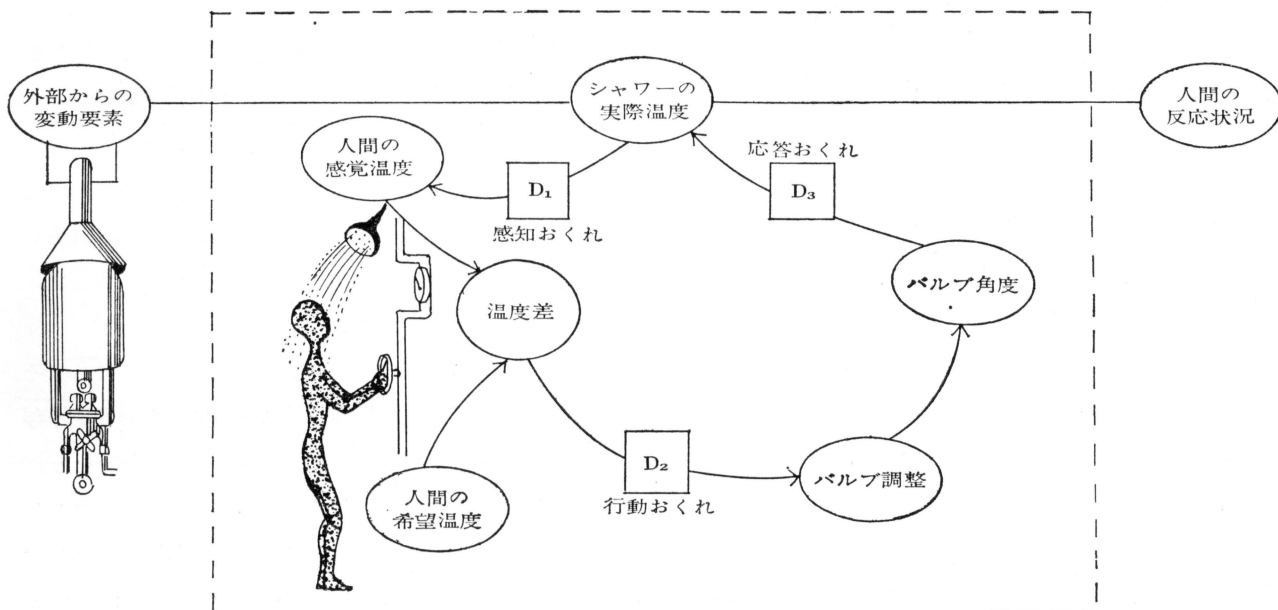 外部からの
変動要素
シャワーの
実際温度
人間の
反応状況
人間の
感覚温度
D₁
感知おくれ
応答おくれ
D₃
温度差
バルブ角度
人間の
希望温度
D₂
行動おくれ
バルブ調整